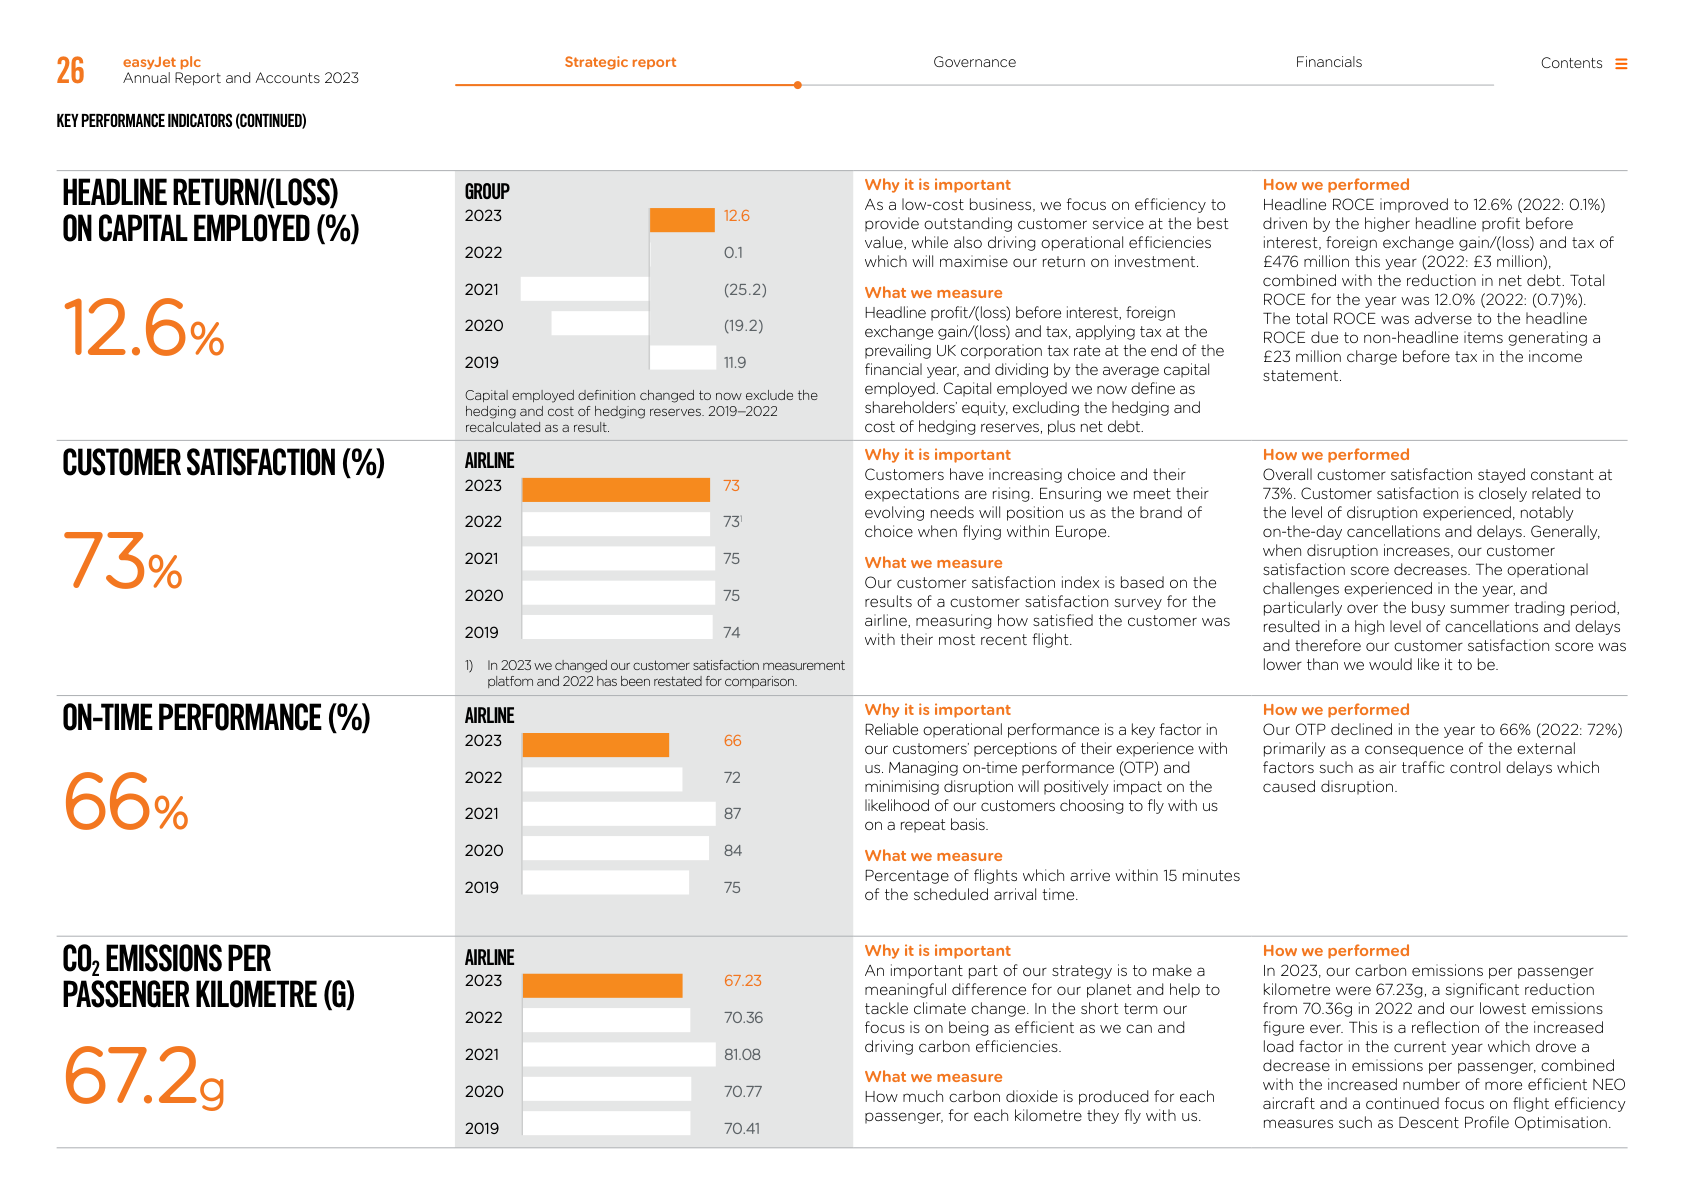 26
easyJet plc
Annual Report and Accounts 2023
Strategic report
Governance
Financials
Contents
KEY PERFORMANCE INDICATORS (CONTINUED)
HEADLINE RETURN/(LOSS)
ON CAPITAL EMPLOYED (%)
12.6%
GROUP
2023 12.6
2022 0.1
2021 (25.2)
2020 (19.2)
2019 11.9
Capital employed definition changed to now exclude the
hedging and cost of hedging reserves. 2019–2022
recalculated as a result.
Why it is important
As a low-cost business, we focus on efficiency to
provide outstanding customer service at the best
value, while also driving operational efficiencies
which will maximise our return on investment.
What we measure
Headline profit/(loss) before interest, foreign
exchange gain/(loss) and tax, applying tax at the
prevailing UK corporation tax rate at the end of the
financial year, and dividing by the average capital
employed. Capital employed we now define as
shareholders' equity, excluding the hedging and
cost of hedging reserves, plus net debt.
How we performed
Headline ROCE improved to 12.6% (2022: 0.1%)
driven by the higher headline profit before
interest, foreign exchange gain/(loss) and tax of
£476 million this year (2022: £3 million),
combined with the reduction in net debt. Total
ROCE for the year was 12.0% (2022: (0.7)%).
The total ROCE was adverse to the headline
ROCE due to non-headline items generating a
£23 million charge before tax in the income
statement.
CUSTOMER SATISFACTION (%)
73%
AIRLINE
2023 73
2022 73¹
2021 75
2020 75
2019 74
1) In 2023 we changed our customer satisfaction measurement
platfom and 2022 has been restated for comparison.
Why it is important
Customers have increasing choice and their
expectations are rising. Ensuring we meet their
evolving needs will position us as the brand of
choice when flying within Europe.
What we measure
Our customer satisfaction index is based on the
results of a customer satisfaction survey for the
airline, measuring how satisfied the customer was
with their most recent flight.
How we performed
Overall customer satisfaction stayed constant at
73%. Customer satisfaction is closely related to
the level of disruption experienced, notably
on-the-day cancellations and delays. Generally,
when disruption increases, our customer
satisfaction score decreases. The operational
challenges experienced in the year, and
particularly over the busy summer trading period,
resulted in a high level of cancellations and delays
and therefore our customer satisfaction score was
lower than we would like it to be.
ON-TIME PERFORMANCE (%)
66%
AIRLINE
2023 66
2022 72
2021 87
2020 84
2019 75
Why it is important
Reliable operational performance is a key factor in
our customers' perceptions of their experience with
us. Managing on-time performance (OTP) and
minimising disruption will positively impact on the
likelihood of our customers choosing to fly with us
on a repeat basis.
What we measure
Percentage of flights which arrive within 15 minutes
of the scheduled arrival time.
How we performed
Our OTP declined in the year to 66% (2022: 72%)
primarily as a consequence of the external
factors such as air traffic control delays which
caused disruption.
CO₂ EMISSIONS PER
PASSENGER KILOMETRE (G)
67.2g
AIRLINE
2023 67.23
2022 70.36
2021 81.08
2020 70.77
2019 70.41
Why it is important
An important part of our strategy is to make a
meaningful difference for our planet and help to
tackle climate change. In the short term our
focus is on being as efficient as we can and
driving carbon efficiencies.
What we measure
How much carbon dioxide is produced for each
passenger, for each kilometre they fly with us.
How we performed
In 2023, our carbon emissions per passenger
kilometre were 67.23g, a significant reduction
from 70.36g in 2022 and our lowest emissions
figure ever. This is a reflection of the increased
load factor in the current year which drove a
decrease in emissions per passenger, combined
with the increased number of more efficient NEO
aircraft and a continued focus on flight efficiency
measures such as Descent Profile Optimisation.